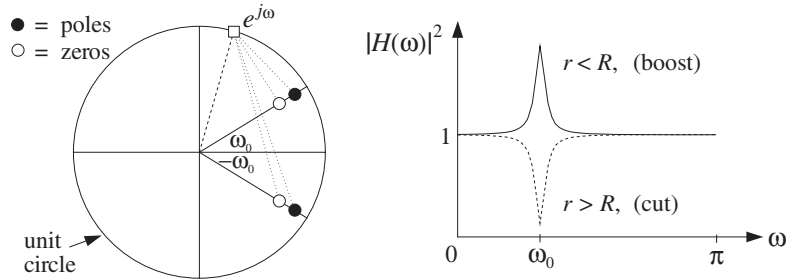 ● = poles
○ = zeros
e^{jω}
ω₀
−ω₀
unit
circle
|H(ω)|²
r < R, (boost)
1
r > R, (cut)
0
ω₀
π
ω